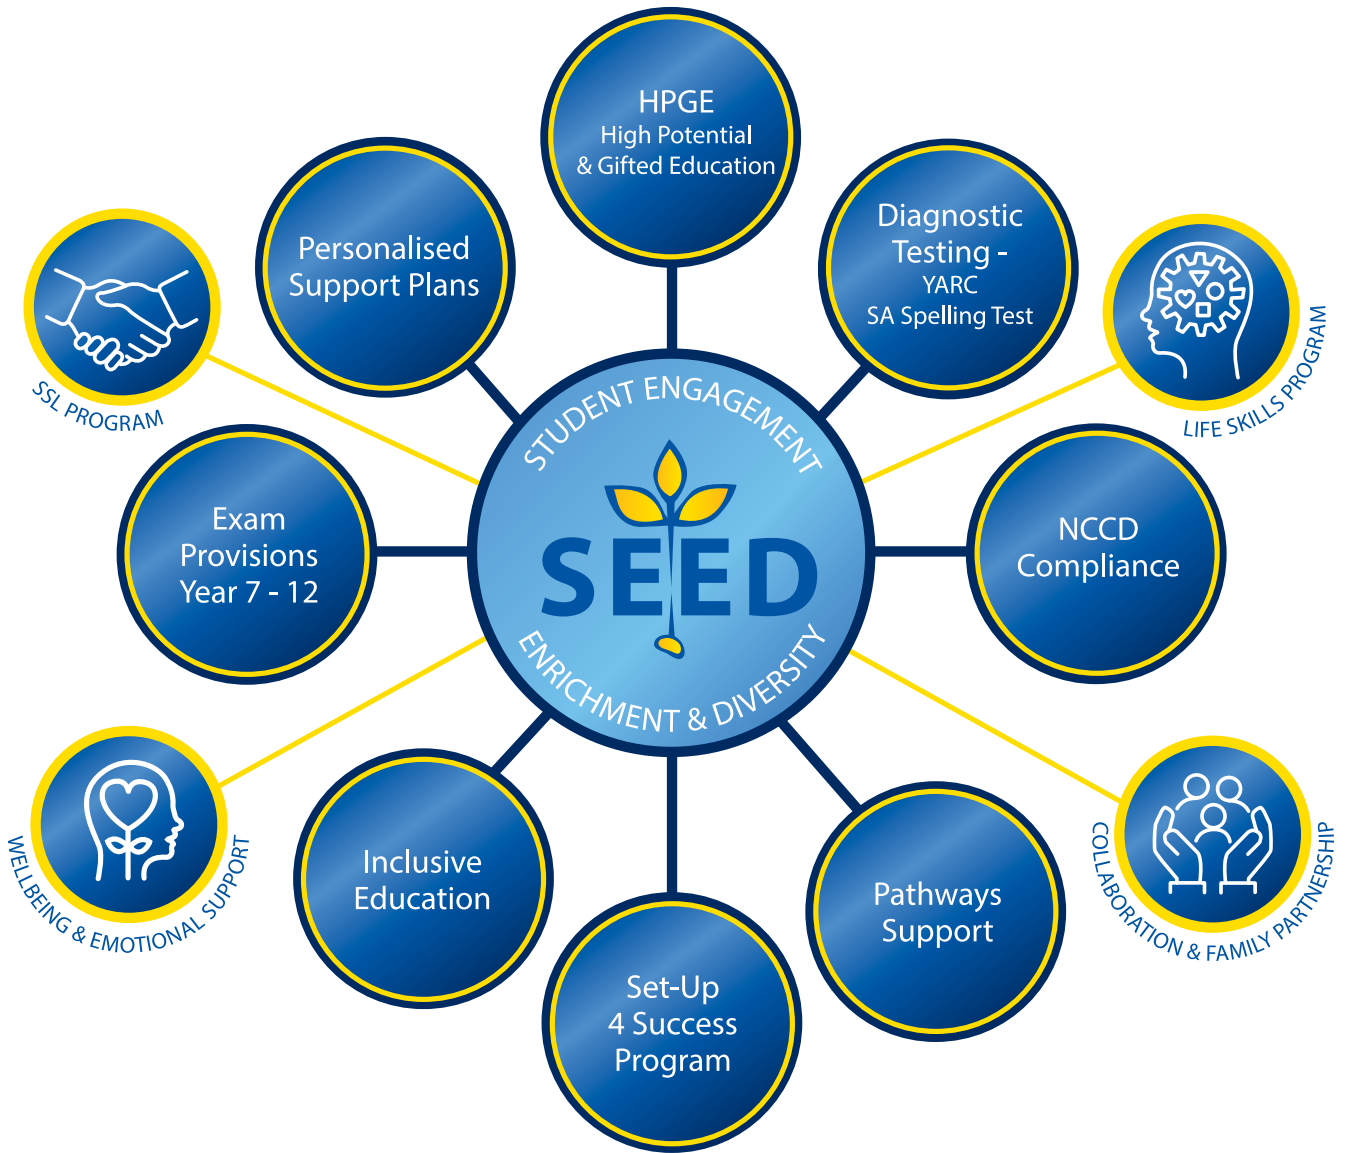 HPGE
High Potential
& Gifted Education
Personalised
Support Plans
Diagnostic
Testing -
YARC
SA Spelling Test
SSL PROGRAM
LIFE SKILLS PROGRAM
STUDENT ENGAGEMENT
SEED
ENRICHMENT & DIVERSITY
Exam
Provisions
Year 7 - 12
NCCD
Compliance
WELLBEING & EMOTIONAL SUPPORT
COLLABORATION & FAMILY PARTNERSHIP
Inclusive
Education
Pathways
Support
Set-Up
4 Success
Program